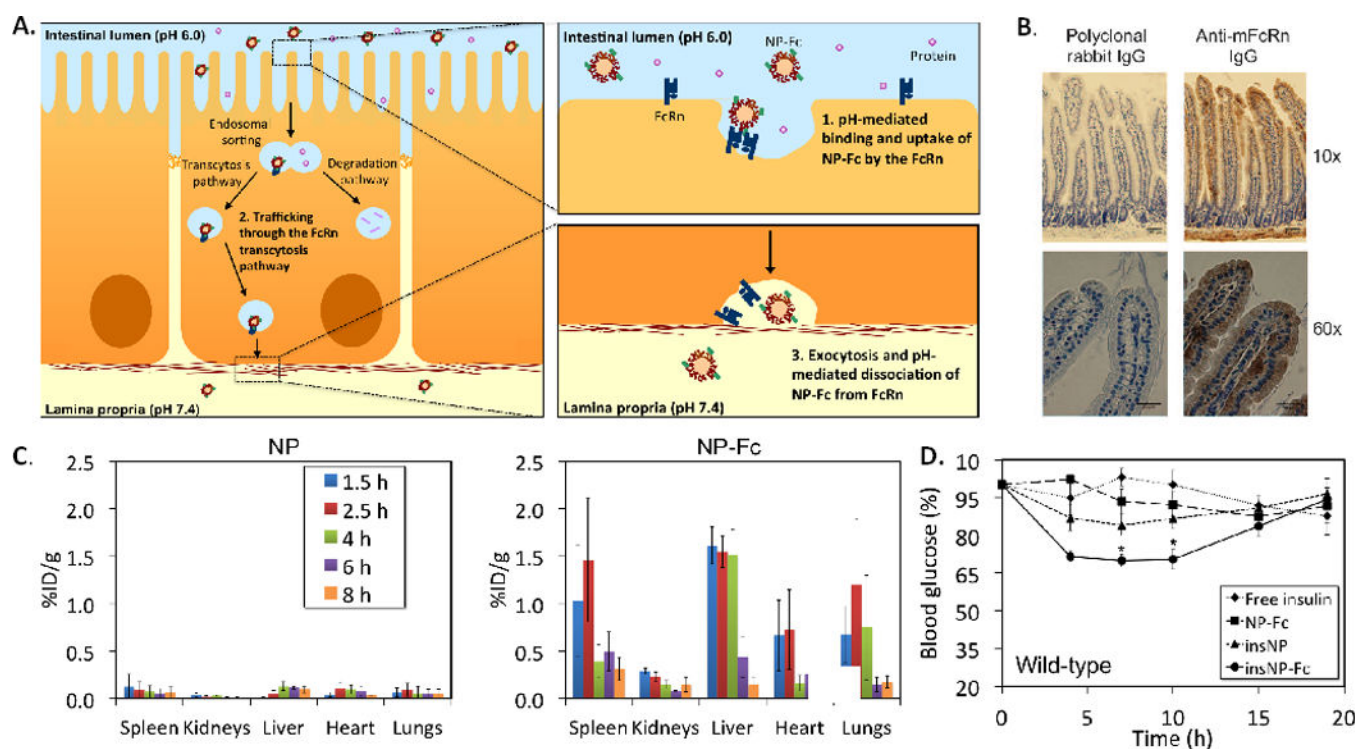 A.
Intestinal lumen (pH 6.0)
Endosomal
sorting
Transcytosis
pathway
Degradation
pathway
2. Trafficking
through the FcRn
transcytosis
pathway
Lamina propria (pH 7.4)
Intestinal lumen (pH 6.0)
NP-Fc
Protein
FcRn
1. pH-mediated
binding and uptake of
NP-Fc by the FcRn
3. Exocytosis and pH-
mediated dissociation of
NP-Fc from FcRn
Lamina propria (pH 7.4)
B.
Polyclonal
rabbit IgG
Anti-mFcRn
IgG
10x
60x
C.
NP
%ID/g
2.5
2.0
1.5
1.0
0.5
0.0
1.5 h
2.5 h
4 h
6 h
8 h
Spleen Kidneys Liver Heart Lungs
NP-Fc
%ID/g
2.5
2.0
1.5
1.0
0.5
0.0
Spleen Kidneys Liver Heart Lungs
D.
Blood glucose (%)
10
95
80
65
50
35
20
* *
Free insulin
NP-Fc
insNP
insNP-Fc
Wild-type
0 5 10 15 20
Time (h)